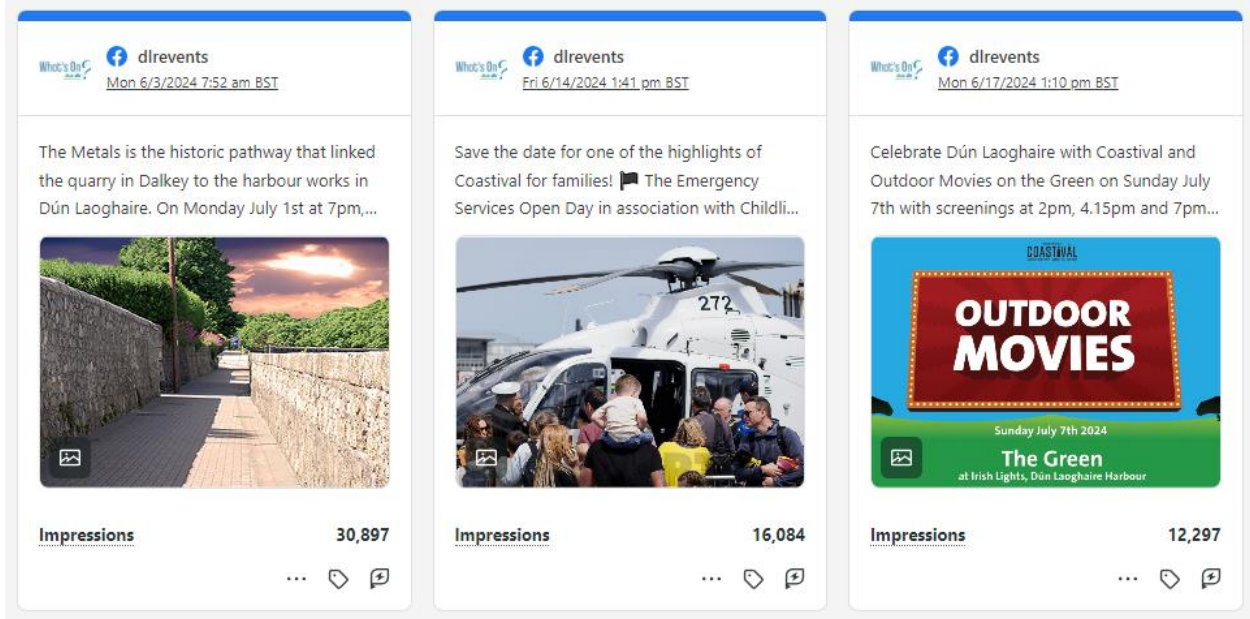 What's On?
dlrevents
Mon 6/3/2024 7:52 am BST
The Metals is the historic pathway that linked
the quarry in Dalkey to the harbour works in
Dún Laoghaire. On Monday July 1st at 7pm,...
Impressions 30,897
What's On?
dlrevents
Fri 6/14/2024 1:41 pm BST
Save the date for one of the highlights of
Coastival for families! 🏴 The Emergency
Services Open Day in association with Childli...
272
Impressions 16,084
What's On?
dlrevents
Mon 6/17/2024 1:10 pm BST
Celebrate Dún Laoghaire with Coastival and
Outdoor Movies on the Green on Sunday July
7th with screenings at 2pm, 4.15pm and 7pm...
COASTIVAL
OUTDOOR
MOVIES
Sunday July 7th 2024
The Green
at Irish Lights, Dún Laoghaire Harbour
Impressions 12,297